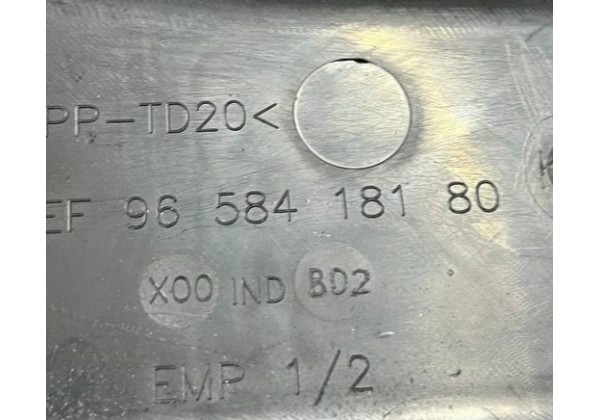 PP-TD20<
EF 96 584 181 80
X00 IND B02
EMP 1/2